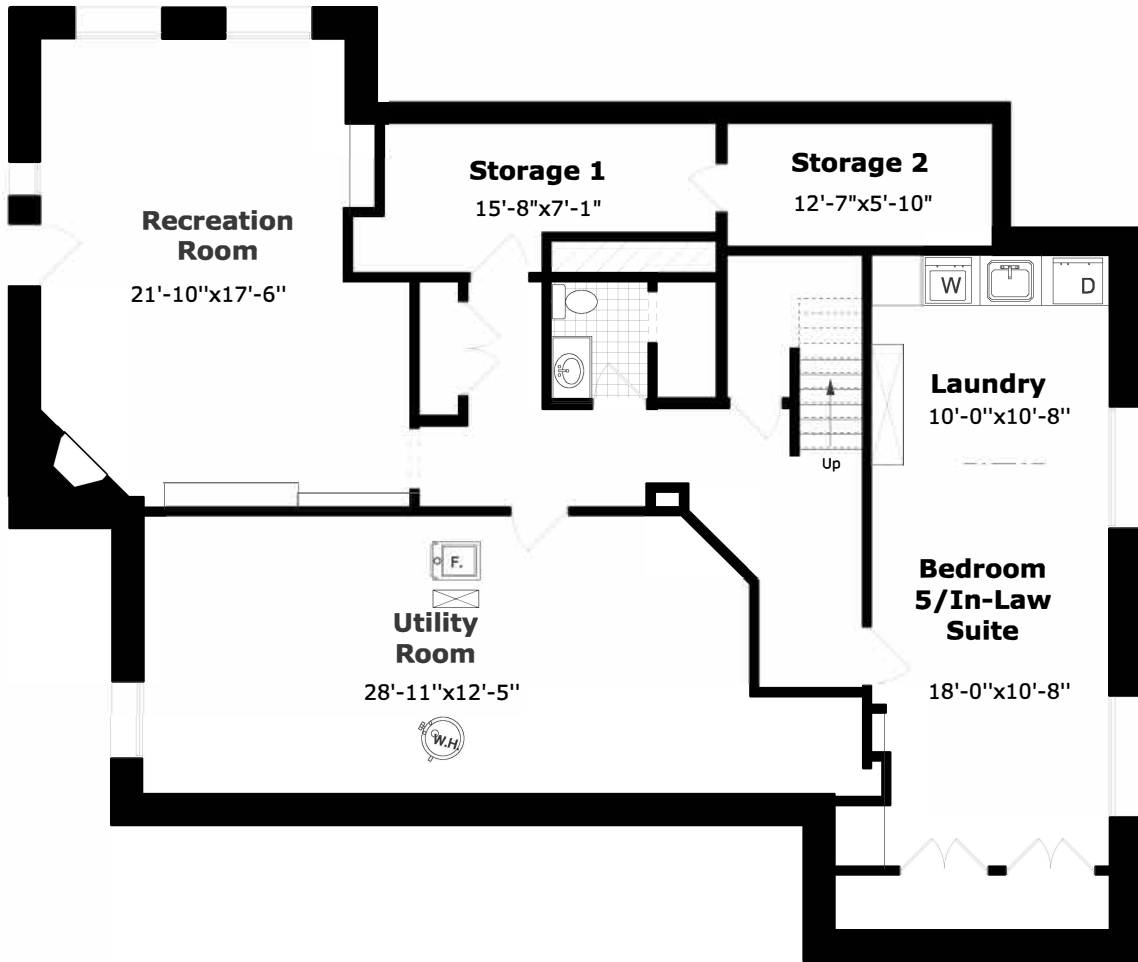 Storage 1
15'-8"x7'-1"
Storage 2
12'-7"x5'-10"
Recreation
Room
21'-10''x17'-6''
W
D
Laundry
10'-0''x10'-8''
Up
F.
Utility
Room
28'-11''x12'-5''
W.H.
Bedroom
5/In-Law
Suite
18'-0''x10'-8''